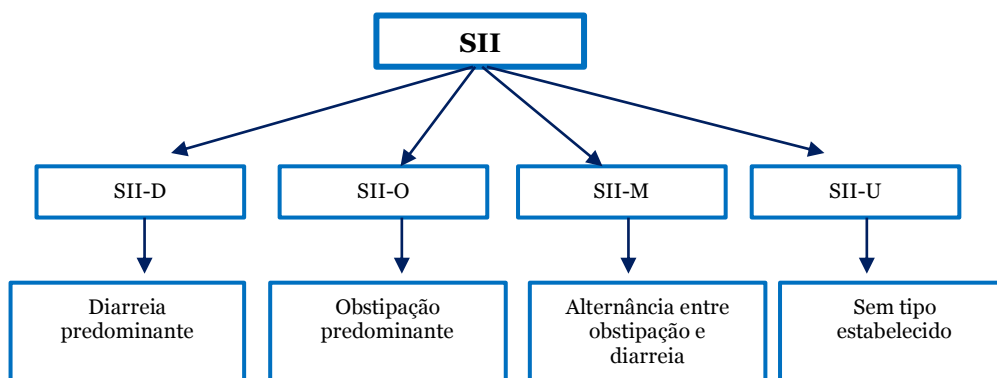 SII
SII-D
SII-O
SII-M
SII-U
Diarreia
predominante
Obstipação
predominante
Alternância entre
obstipação e
diarreia
Sem tipo
estabelecido